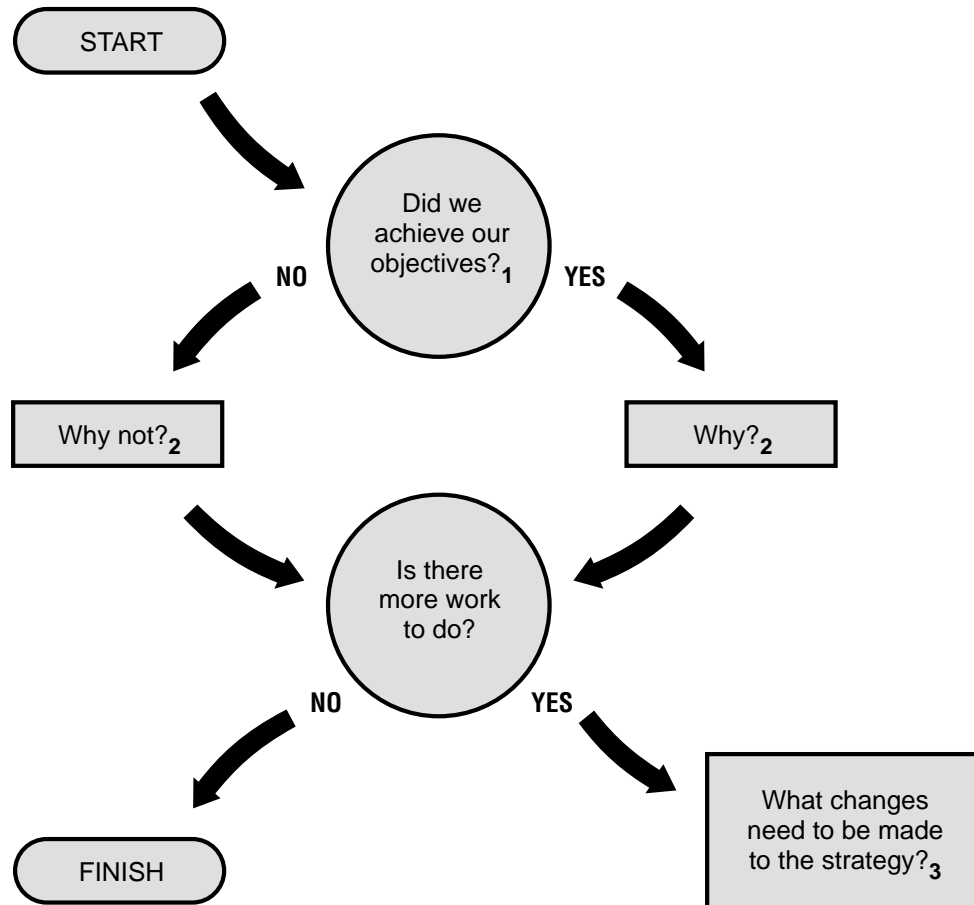 START
Did we
achieve our
objectives?1
NO
YES
Why not?2
Why?2
Is there
more work
to do?
NO
YES
What changes
need to be made
to the strategy?3
FINISH